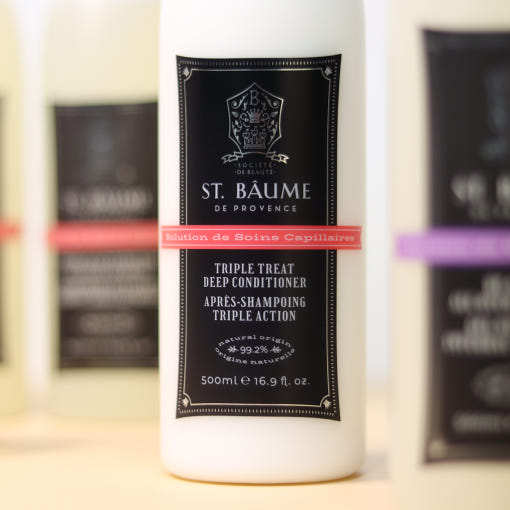 SOCIÉTÉ
DE BEAUTÉ
ST. BÂUME
DE PROVENCE
Solution de Soins Capillaires
TRIPLE TREAT
DEEP CONDITIONER
APRÈS-SHAMPOING
TRIPLE ACTION
natural origin
99.2%
origine naturelle
500ml e 16.9 fl. oz.